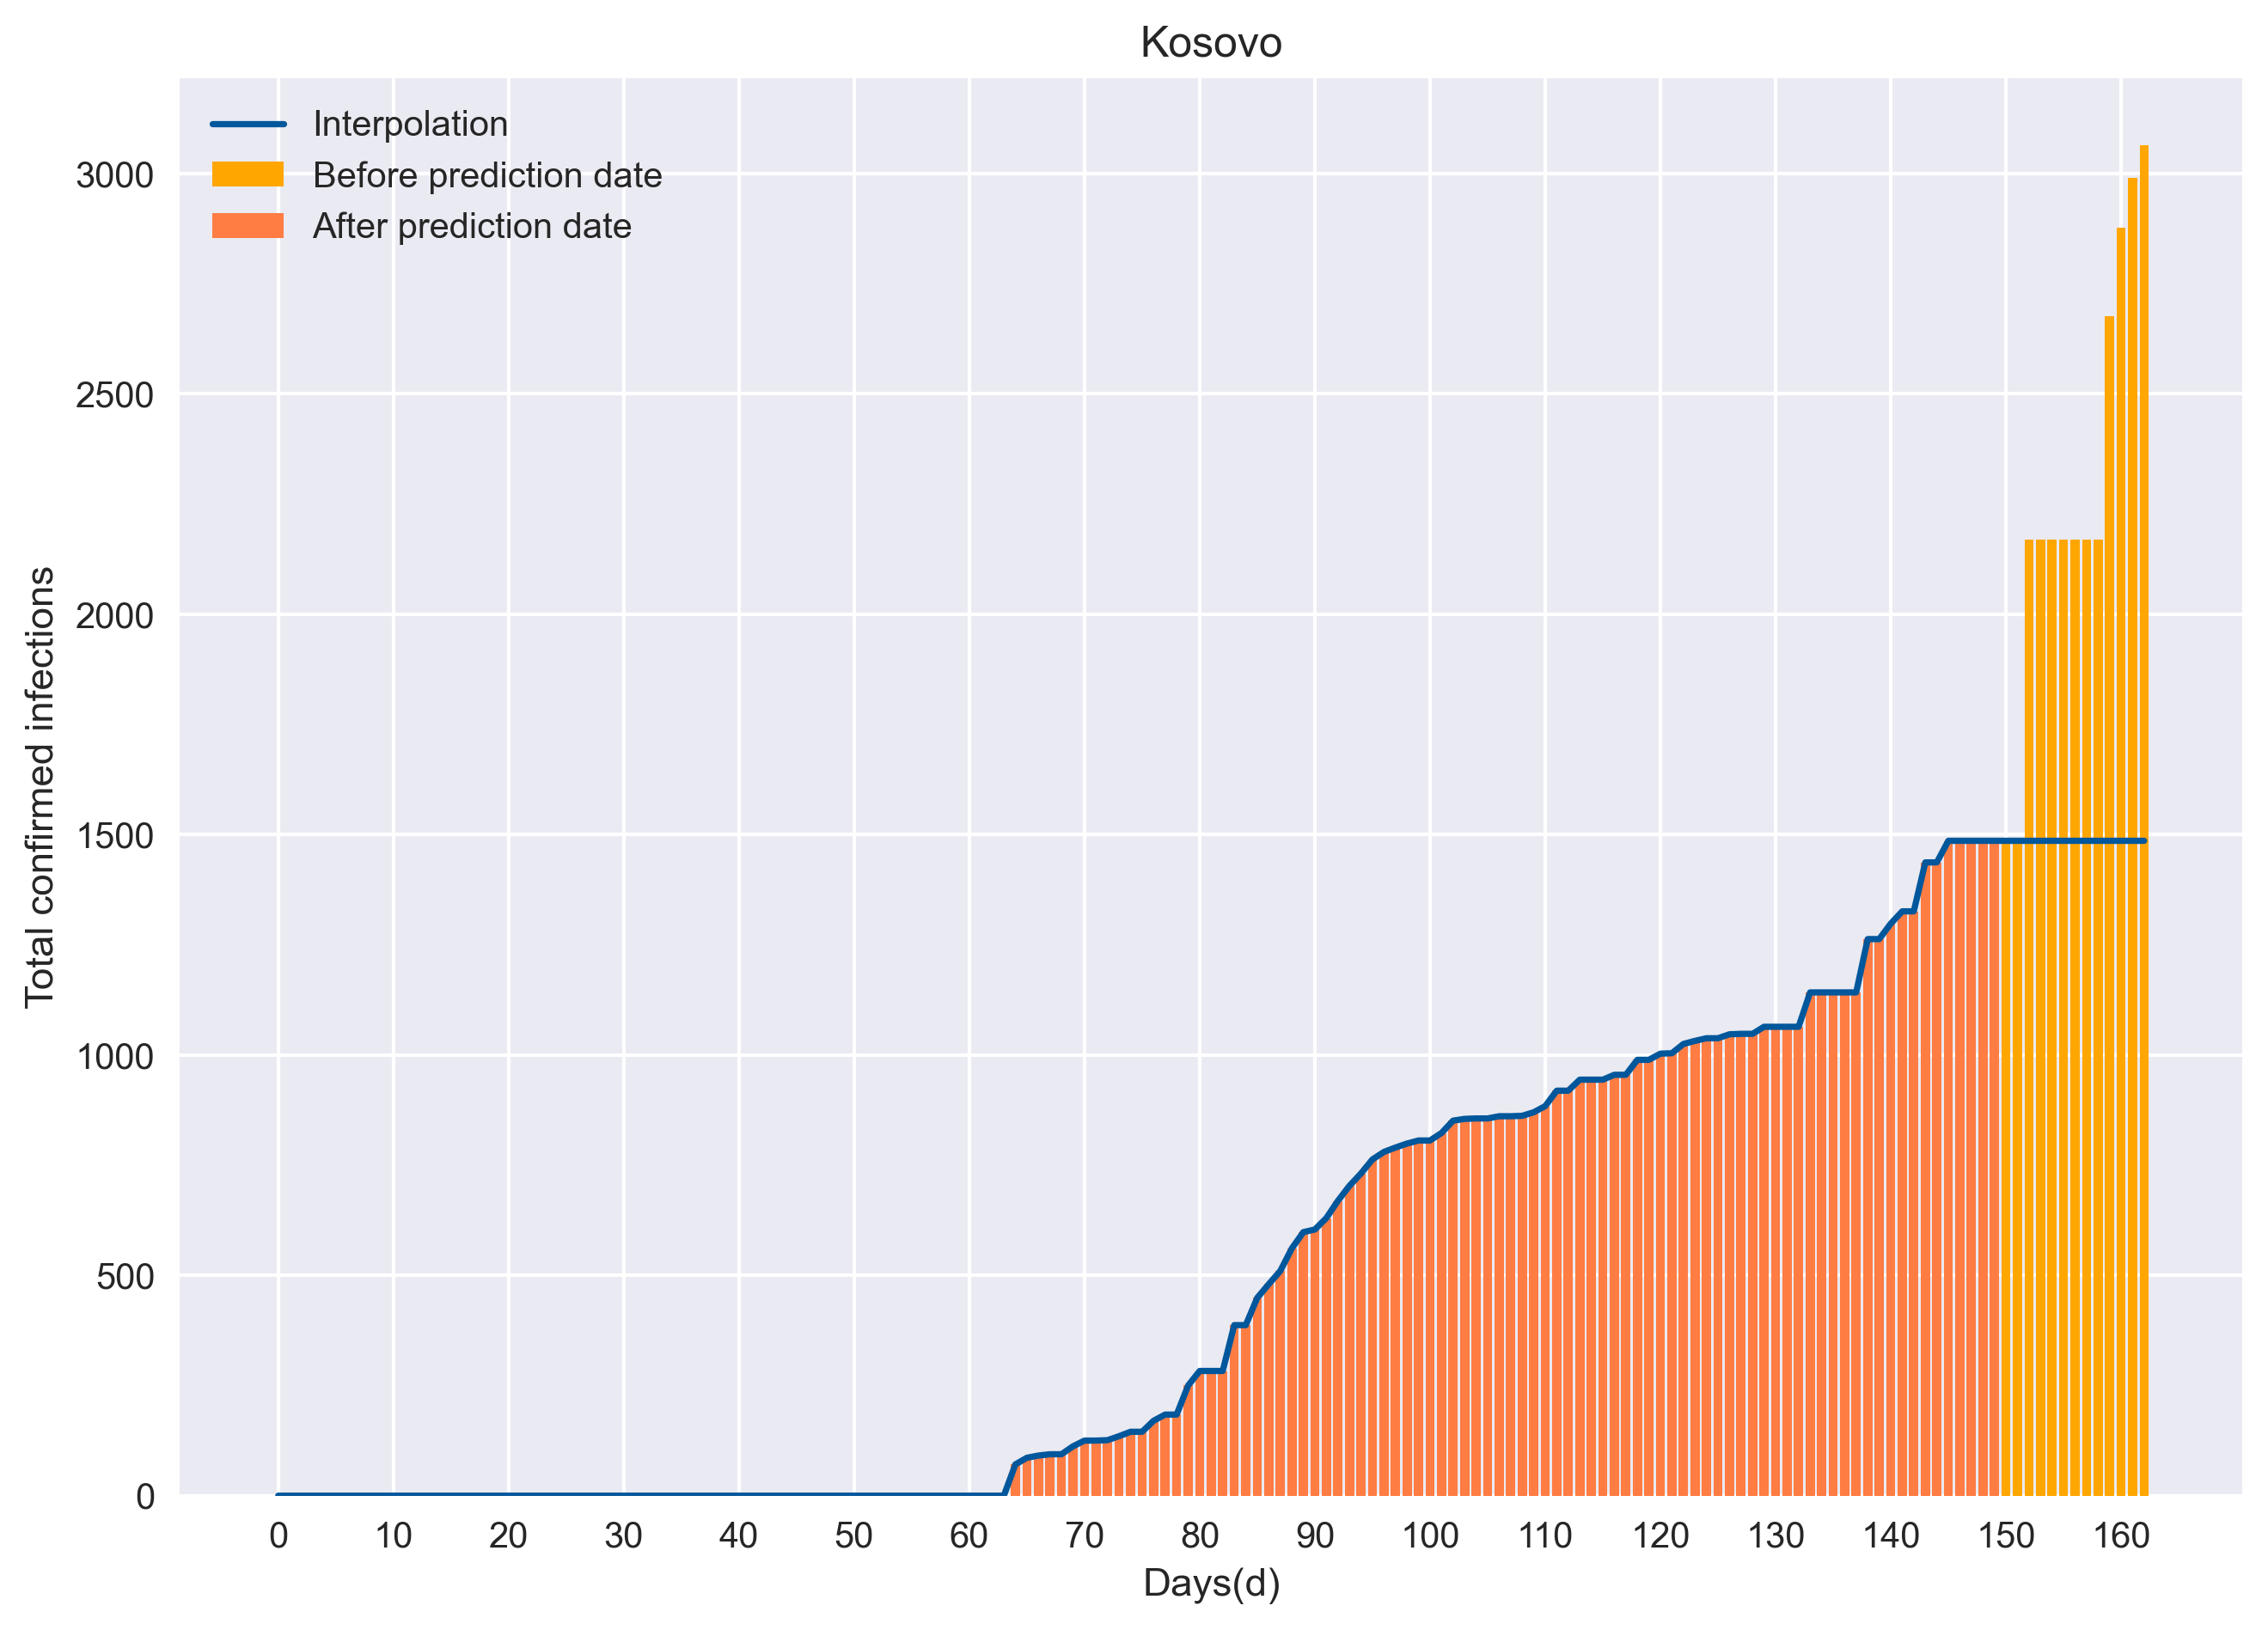 Kosovo
Interpolation
Before prediction date
After prediction date
Total confirmed infections
3000
2500
2000
1500
1000
500
0
0 10 20 30 40 50 60 70 80 90 100 110 120 130 140 150 160
Days(d)